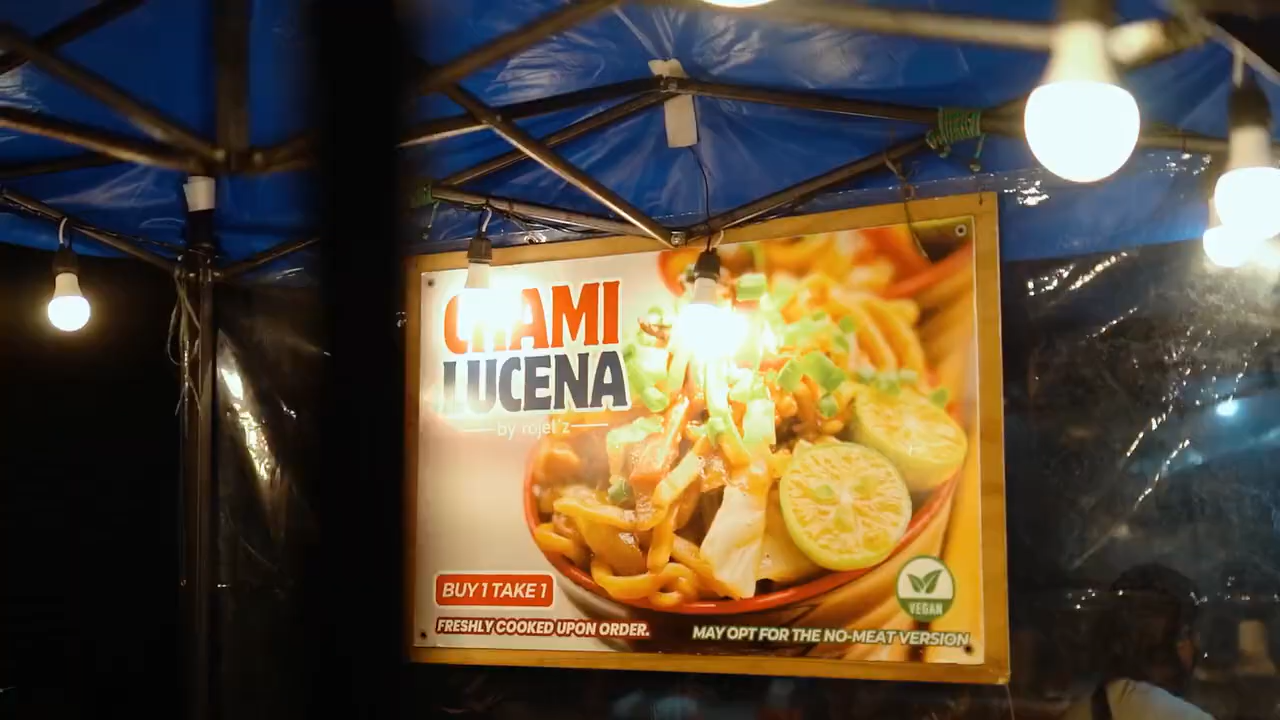 CHAMI
LUCENA
by rojel'z
BUY 1 TAKE 1
FRESHLY COOKED UPON ORDER.
VEGAN
MAY OPT FOR THE NO-MEAT VERSION